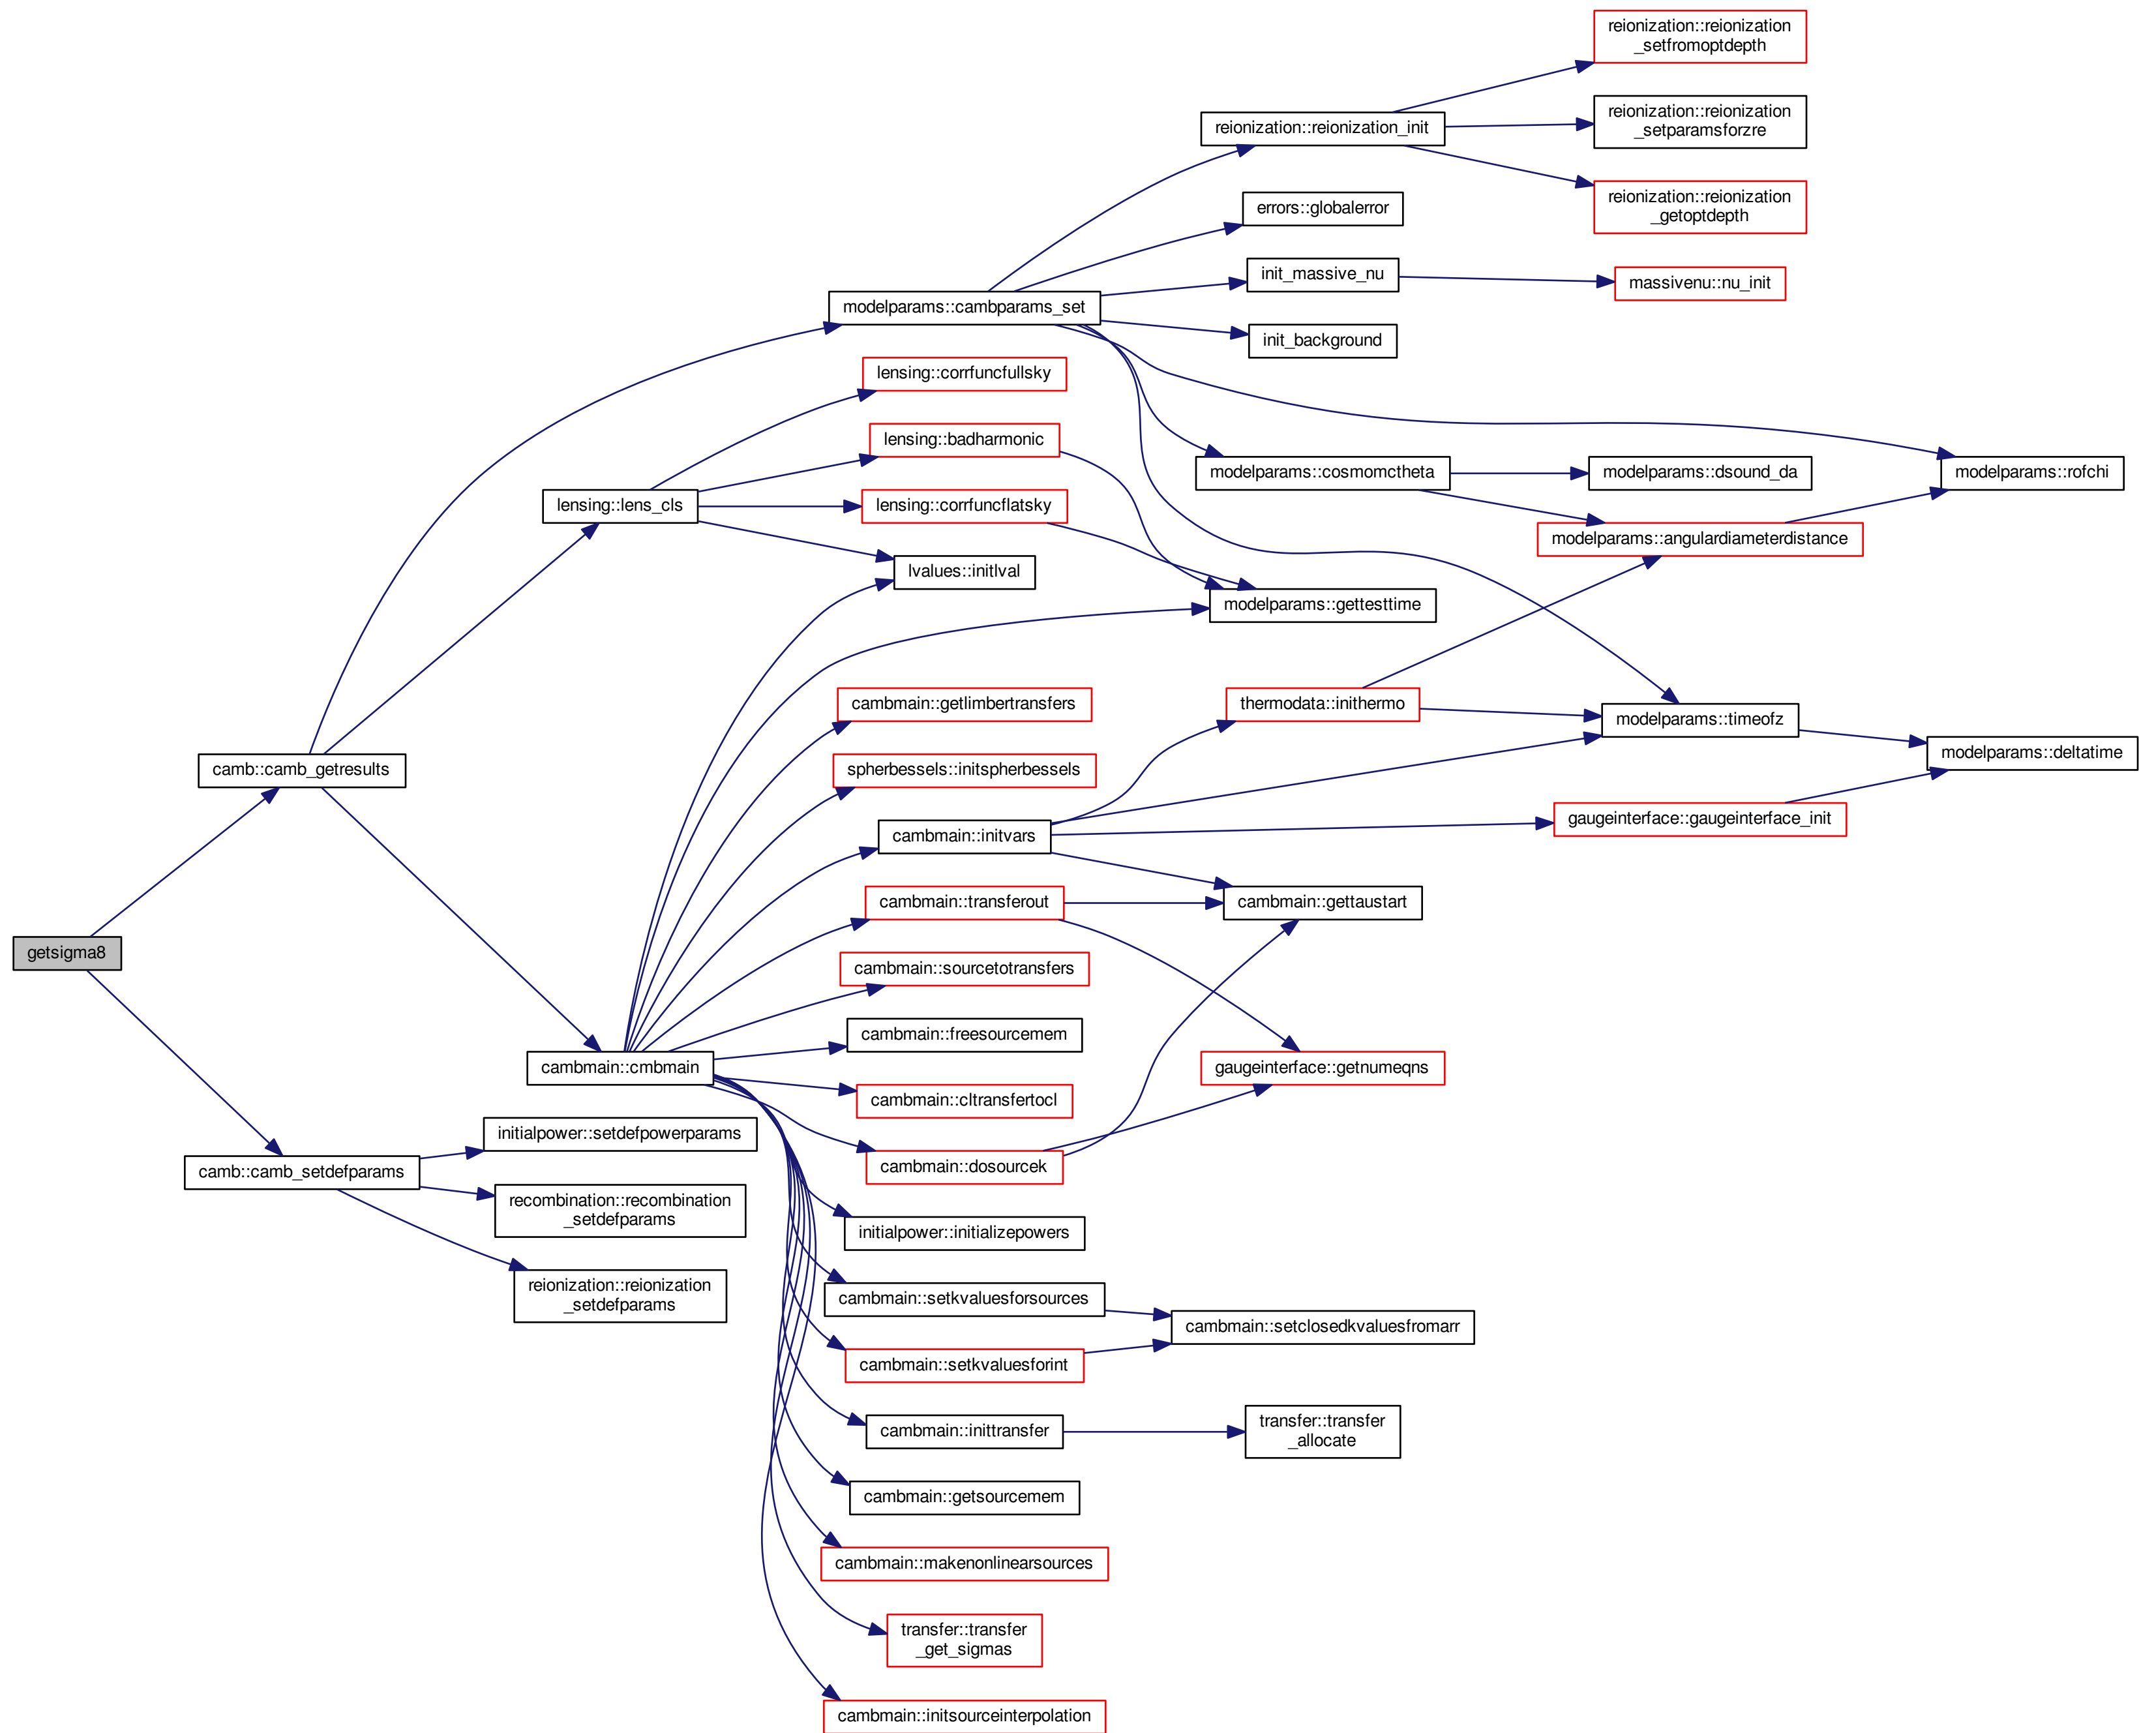 reionization::reionization
_setfromoptdepth
reionization::reionization
_setparamsforzre
reionization::reionization_init
reionization::reionization
_getoptdepth
errors::globalerror
init_massive_nu
massivenu::nu_init
modelparams::cambparams_set
init_background
lensing::corrfuncfullsky
lensing::badharmonic
modelparams::cosmomctheta
modelparams::dsound_da
modelparams::rofchi
lensing::lens_cls
lensing::corrfuncflatsky
modelparams::angulardiameterdistance
lvalues::initlval
modelparams::gettesttime
cambmain::getlimbertransfers
thermodata::inithermo
modelparams::timeofz
modelparams::deltatime
camb::camb_getresults
spherbessels::initspherbessels
gaugeinterface::gaugeinterface_init
cambmain::initvars
cambmain::transferout
cambmain::gettaustart
getsigma8
cambmain::sourcetotransfers
cambmain::freesourcemem
cambmain::cmbmain
gaugeinterface::getnumeqns
cambmain::cltransfertocl
initialpower::setdefpowerparams
camb::camb_setdefparams
cambmain::dosourcek
recombination::recombination
_setdefparams
initialpower::initializepowers
reionization::reionization
_setdefparams
cambmain::setkvaluesforsources
cambmain::setclosedkvaluesfromarr
cambmain::setkvaluesforint
cambmain::inittransfer
transfer::transfer
_allocate
cambmain::getsourcemem
cambmain::makenonlinearsources
transfer::transfer
_get_sigmas
cambmain::initsourceinterpolation